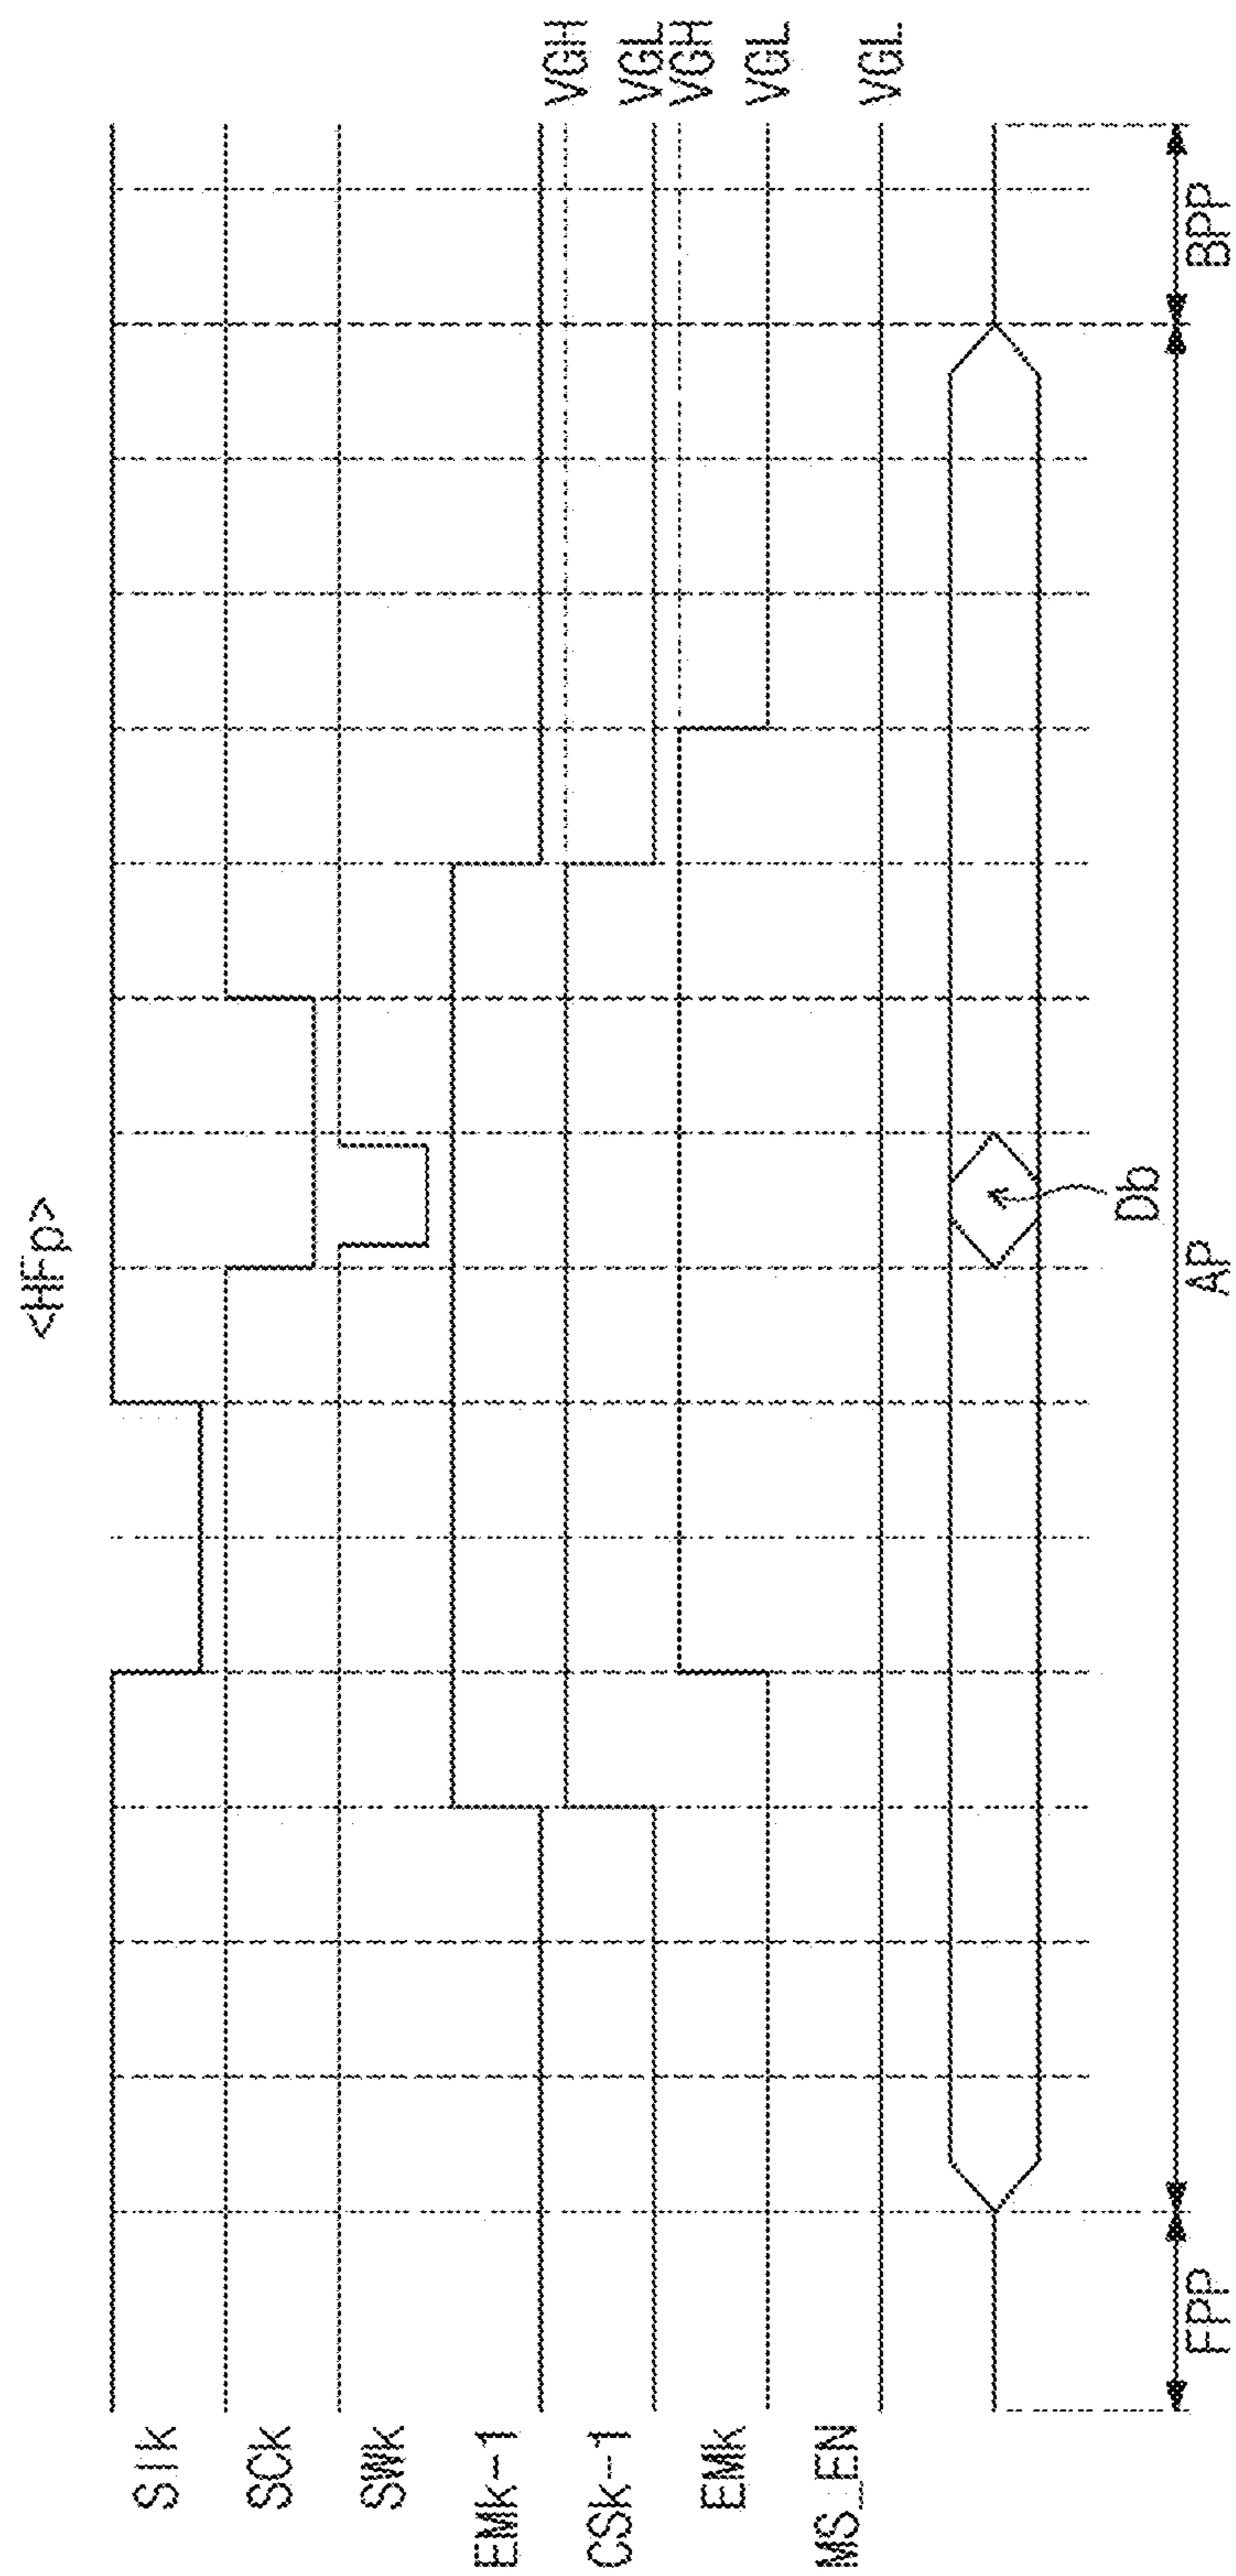 <HFp>
SIk
SCk
SWk
EMk-1
VGH
CSk-1
VGL
VGH
EMk
VGL
MS_EN
VGL
Db
FPP
AP
BPP